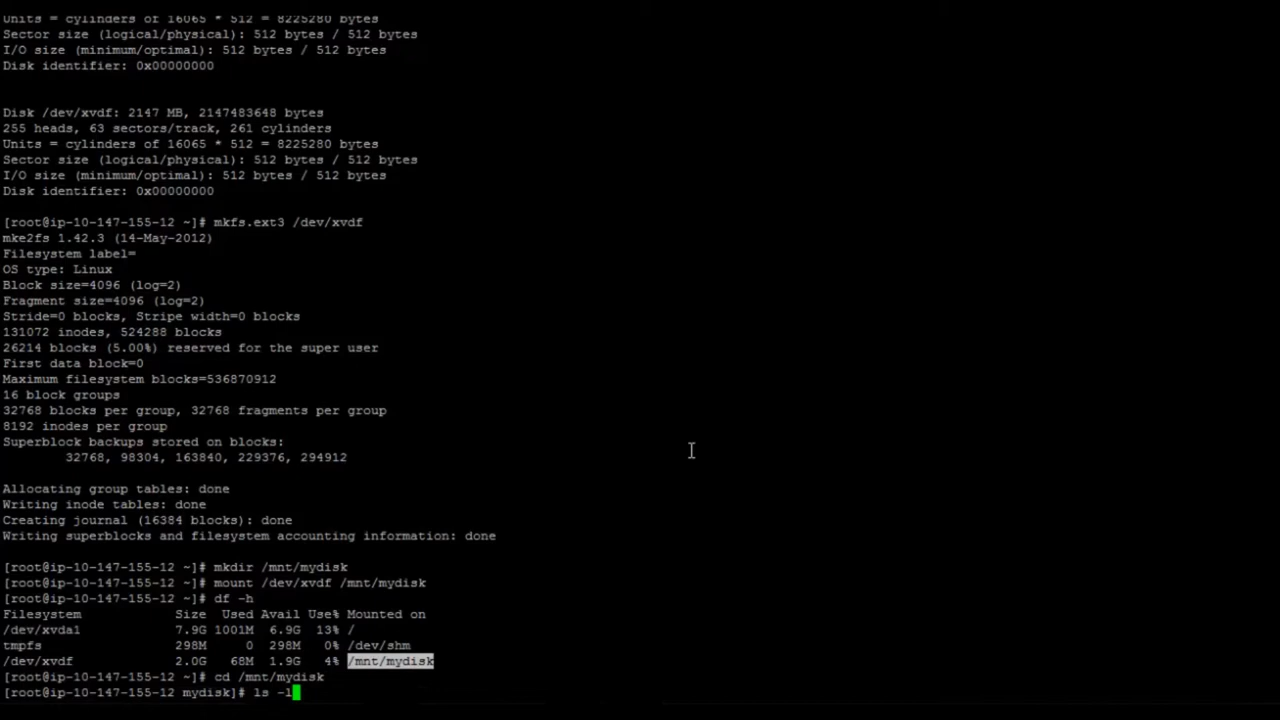 Units = cylinders of 16065 * 512 = 8225280 bytes
Sector size (logical/physical): 512 bytes / 512 bytes
I/O size (minimum/optimal): 512 bytes / 512 bytes
Disk identifier: 0x00000000
Disk /dev/xvdf: 2147 MB, 2147483648 bytes
255 heads, 63 sectors/track, 261 cylinders
Units = cylinders of 16065 * 512 = 8225280 bytes
Sector size (logical/physical): 512 bytes / 512 bytes
I/O size (minimum/optimal): 512 bytes / 512 bytes
Disk identifier: 0x00000000
[root@ip-10-147-155-12 ~]# mkfs.ext3 /dev/xvdf
mke2fs 1.42.3 (14-May-2012)
Filesystem label=
OS type: Linux
Block size=4096 (log=2)
Fragment size=4096 (log=2)
Stride=0 blocks, Stripe width=0 blocks
131072 inodes, 524288 blocks
26214 blocks (5.00%) reserved for the super user
First data block=0
Maximum filesystem blocks=536870912
16 block groups
32768 blocks per group, 32768 fragments per group
8192 inodes per group
Superblock backups stored on blocks:
32768, 98304, 163840, 229376, 294912
Allocating group tables: done
Writing inode tables: done
Creating journal (16384 blocks): done
Writing superblocks and filesystem accounting information: done
[root@ip-10-147-155-12 ~]# mkdir /mnt/mydisk
[root@ip-10-147-155-12 ~]# mount /dev/xvdf /mnt/mydisk
[root@ip-10-147-155-12 ~]# df -h
Filesystem Size Used Avail Use% Mounted on
/dev/xvda1 7.9G 1001M 6.9G 13% /
tmpfs 298M 0 298M 0% /dev/shm
/dev/xvdf 2.0G 68M 1.9G 4% /mnt/mydisk
[root@ip-10-147-155-12 ~]# cd /mnt/mydisk
[root@ip-10-147-155-12 mydisk]# ls -l